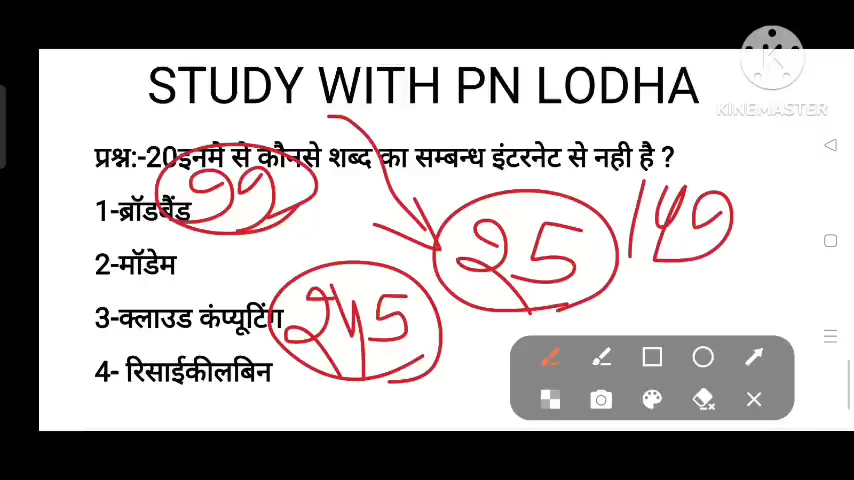 STUDY WITH PN LODHA
KINEMASTER
प्रश्न:-20इनमे से कौनसे शब्द का सम्बन्ध इंटरनेट से नही है ?
1-ब्रॉडबैंड
2-मॉडेम
3-क्लाउड कंप्यूटिंग
4- रिसाईकीलबिन